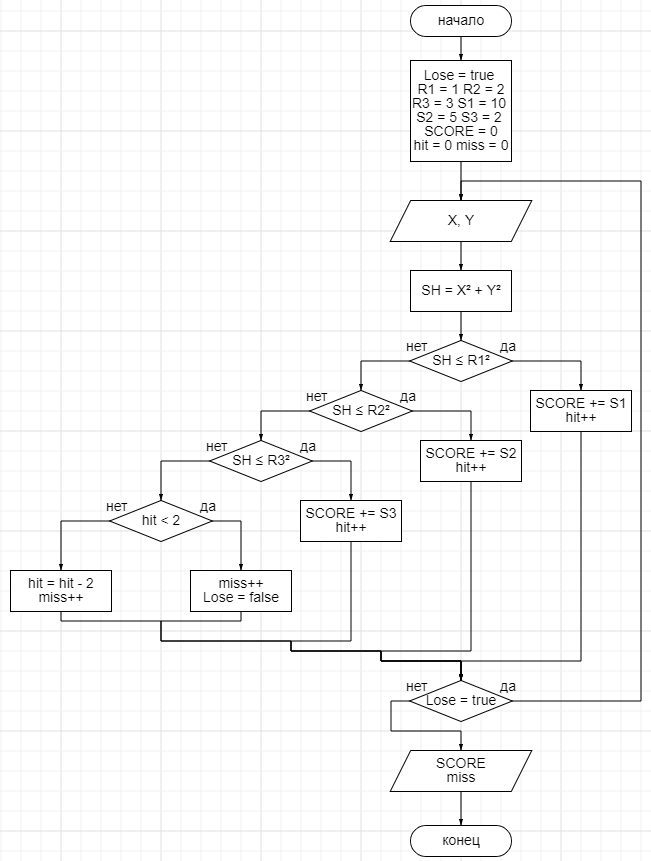 начало
Lose = true
R1 = 1 R2 = 2
R3 = 3 S1 = 10
S2 = 5 S3 = 2
SCORE = 0
hit = 0 miss = 0
X, Y
SH = X² + Y²
нет
да
SH ≤ R1²
SCORE += S1
hit++
нет
да
SH ≤ R2²
SCORE += S2
hit++
нет
да
SH ≤ R3²
SCORE += S3
hit++
нет
да
hit < 2
hit = hit - 2
miss++
miss++
Lose = false
нет
да
Lose = true
SCORE
miss
конец